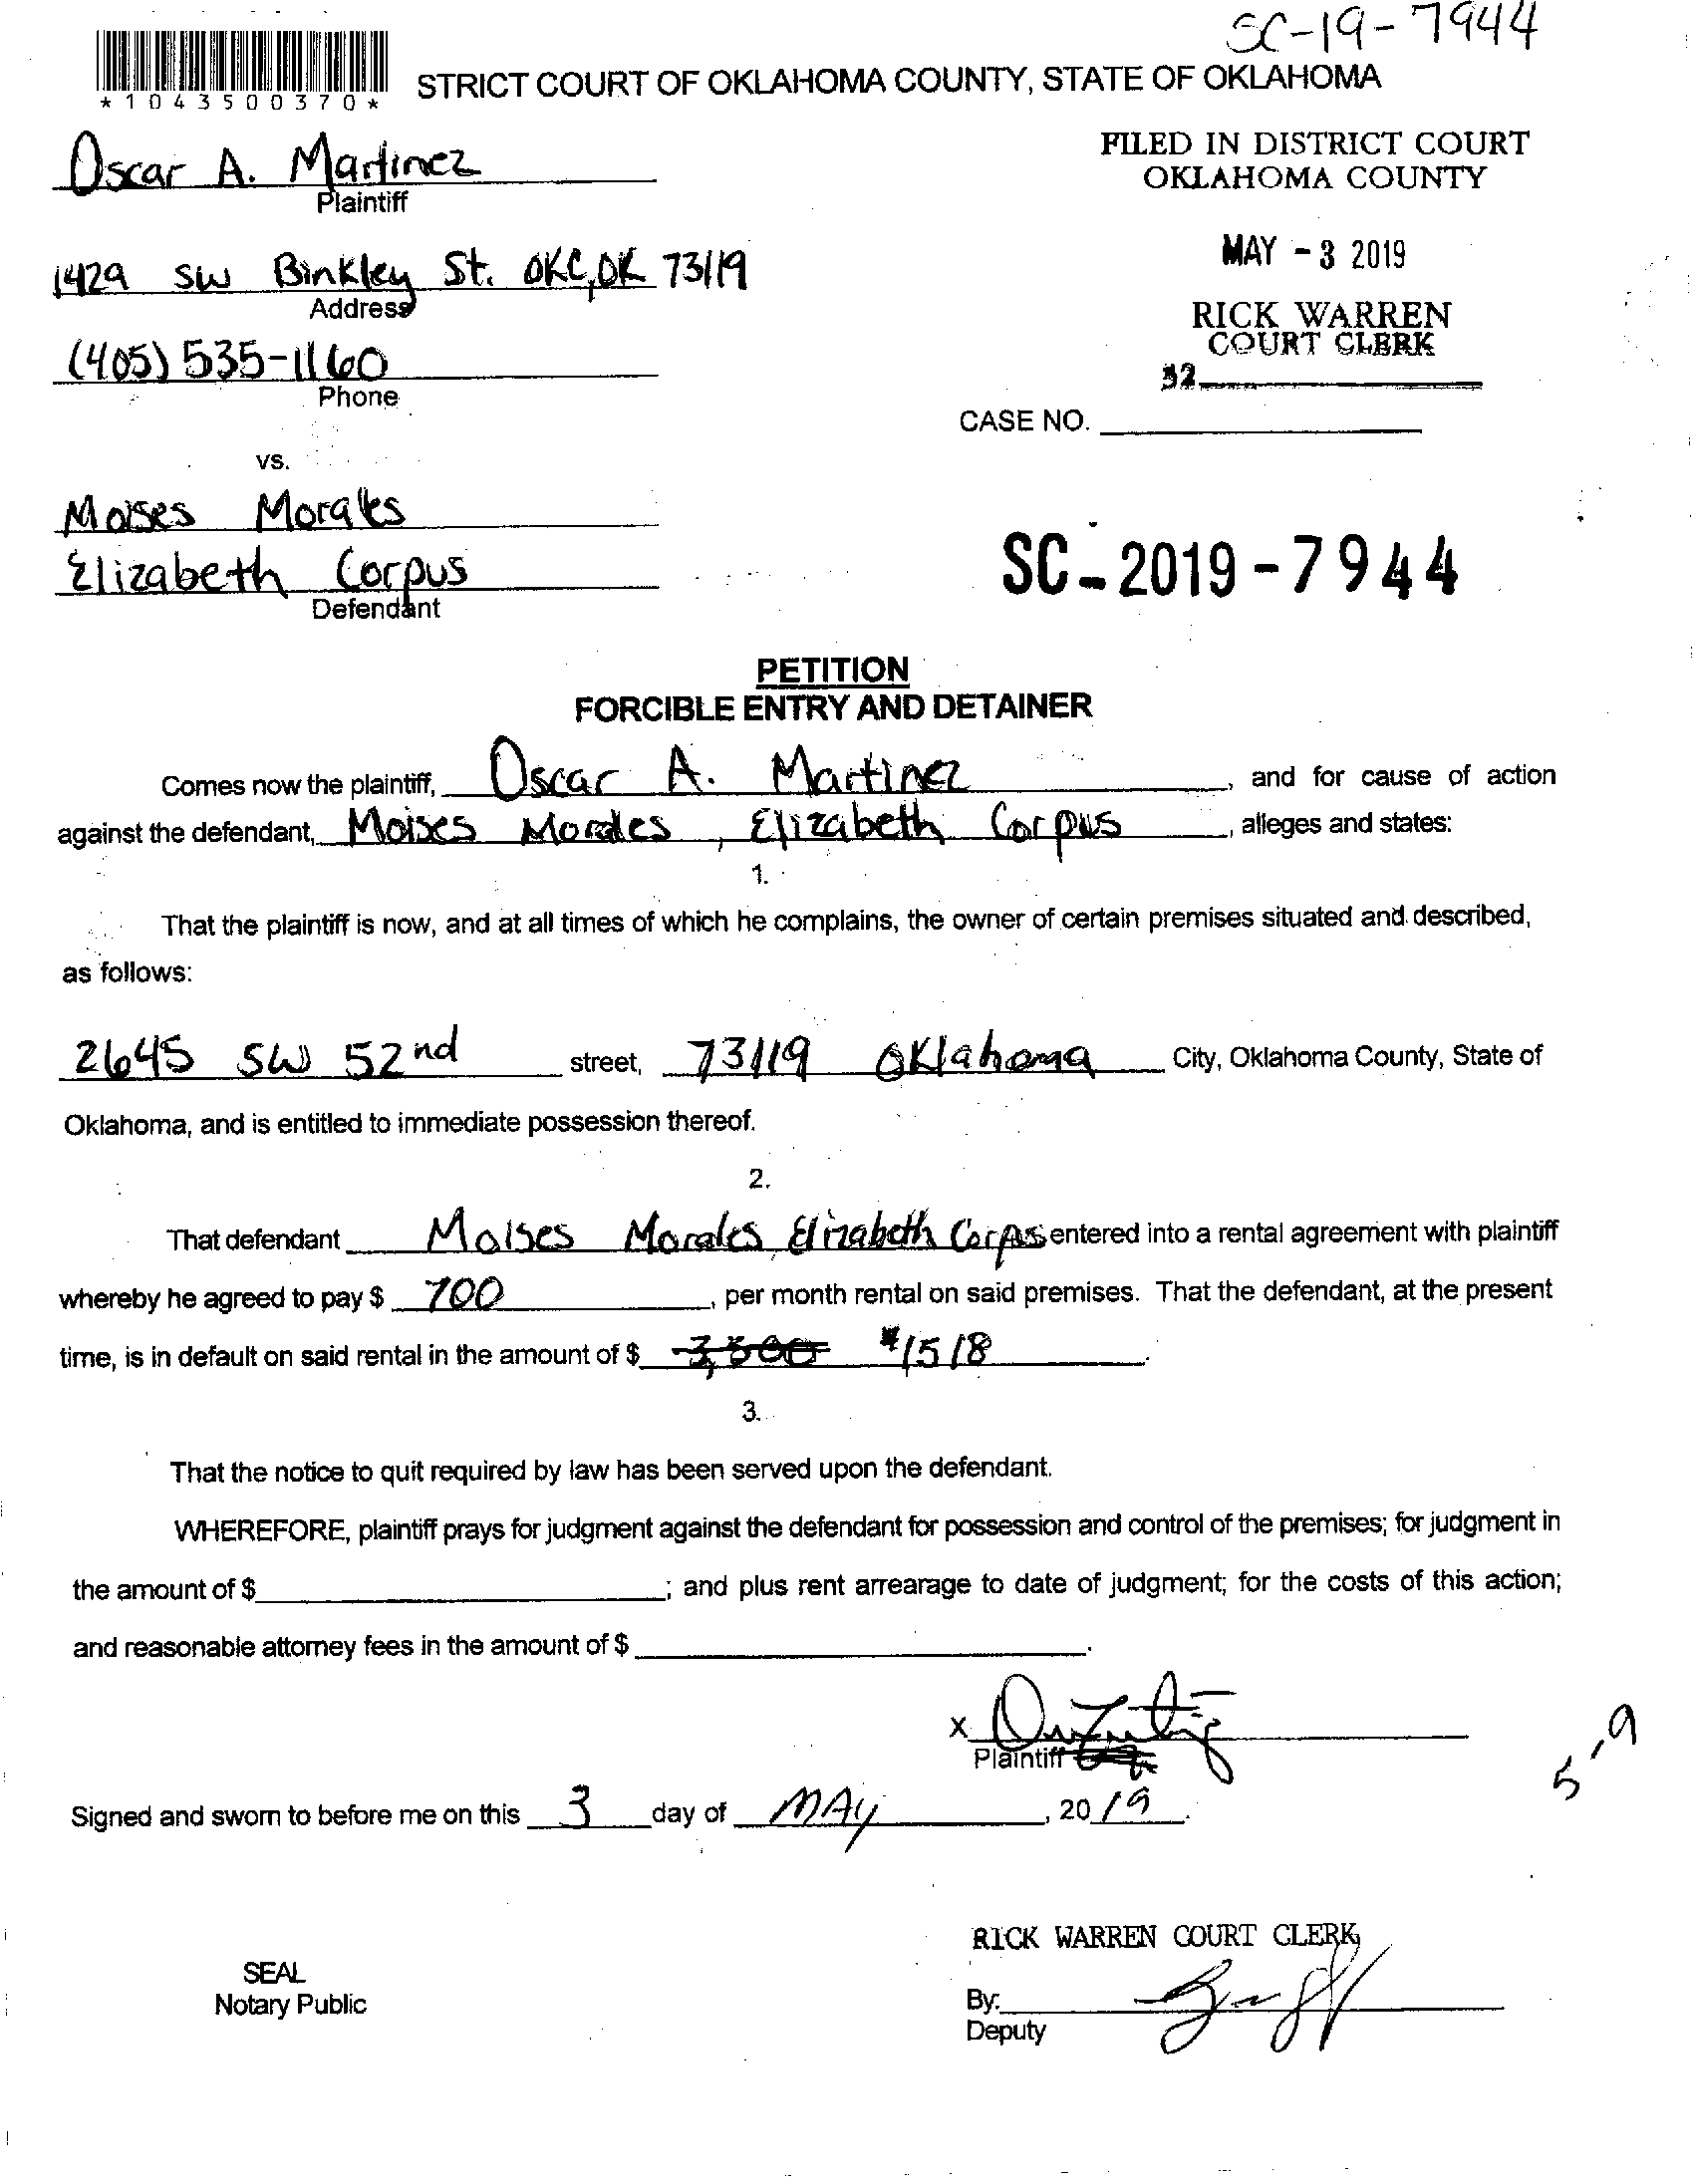 SC-19-7944
*1043500370*
STRICT COURT OF OKLAHOMA COUNTY, STATE OF OKLAHOMA
Oscar A. Martinez
Plaintiff
FILED IN DISTRICT COURT
OKLAHOMA COUNTY
MAY - 3 2019
1429 SW Binkley St. OKC, OK 73119
Address
RICK WARREN
COURT CLERK
(405) 535-1160
Phone
32
CASE NO.
vs.
Moises Morales
Elizabeth Corpus
Defendant
SC-2019-7944
PETITION
FORCIBLE ENTRY AND DETAINER
Comes now the plaintiff, Oscar A. Martinez, and for cause of action
against the defendant, Moises Morales, Elizabeth Corpus, alleges and states:
1.
That the plaintiff is now, and at all times of which he complains, the owner of certain premises situated and described,
as follows:
2645 SW 52nd street, 73119 Oklahoma City, Oklahoma County, State of
Oklahoma, and is entitled to immediate possession thereof.
2.
That defendant Moises Morales, Elizabeth Corpus entered into a rental agreement with plaintiff
whereby he agreed to pay $ 700, per month rental on said premises. That the defendant, at the present
time, is in default on said rental in the amount of $ 3,500 $1518.
3.
That the notice to quit required by law has been served upon the defendant.
WHEREFORE, plaintiff prays for judgment against the defendant for possession and control of the premises; for judgment in
the amount of $; and plus rent arrearage to date of judgment; for the costs of this action;
and reasonable attorney fees in the amount of $.
x
Plaintiff
5-9
Signed and sworn to before me on this 3 day of MAy, 2019.
RICK WARREN COURT CLERK
SEAL
Notary Public
By:
Deputy